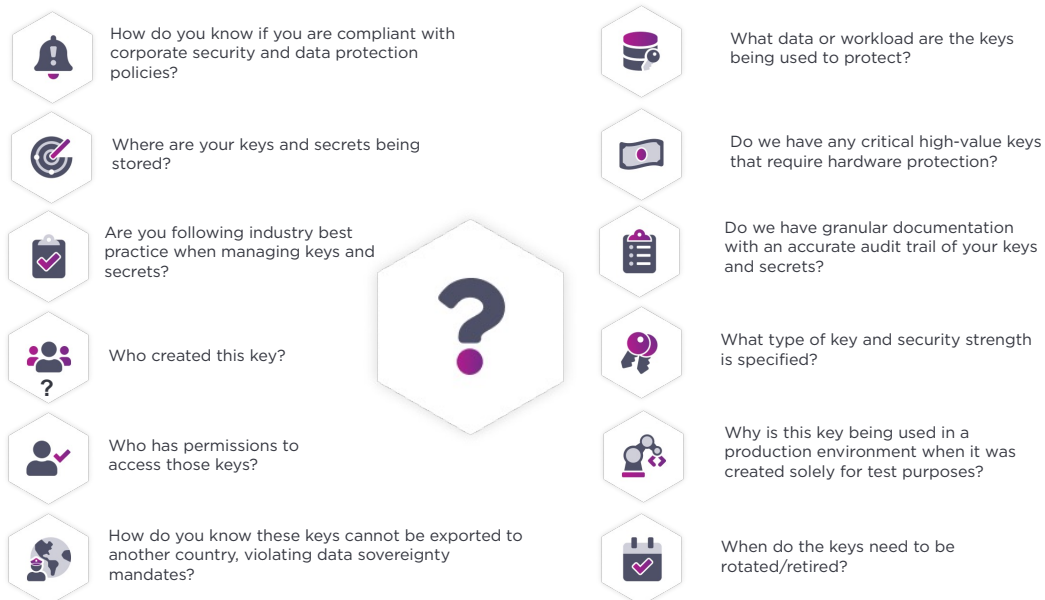 How do you know if you are compliant with
corporate security and data protection
policies?
Where are your keys and secrets being
stored?
Are you following industry best
practice when managing keys and
secrets?
Who created this key?
?
Who has permissions to
access those keys?
How do you know these keys cannot be exported to
another country, violating data sovereignty
mandates?
?
What data or workload are the keys
being used to protect?
Do we have any critical high-value keys
that require hardware protection?
Do we have granular documentation
with an accurate audit trail of your keys
and secrets?
What type of key and security strength
is specified?
Why is this key being used in a
production environment when it was
created solely for test purposes?
When do the keys need to be
rotated/retired?